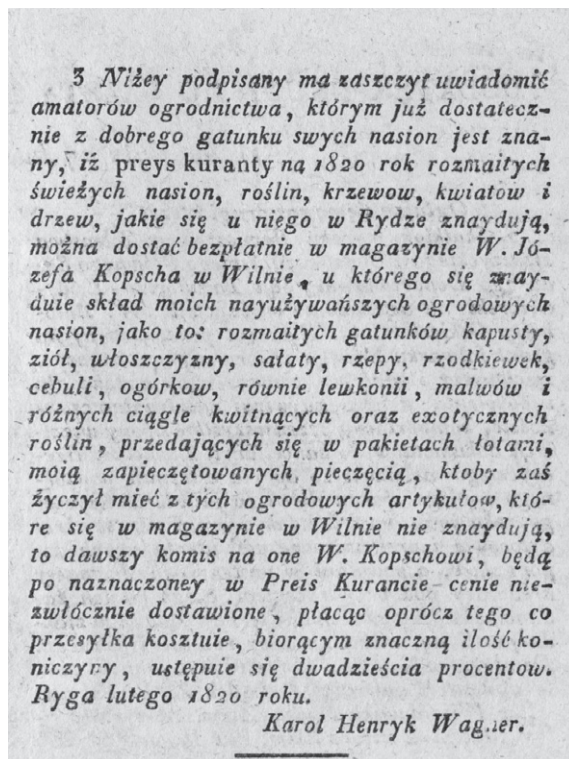 3 Niżey podpisany ma zaszczyt uwiadomić
amatorów ogrodnictwa, którym już dostatecz-
nie z dobrego gatunku swych nasion jest zna-
ny, iż preys kuranty na 1820 rok rozmaitych
świeżych nasion, roślin, krzewow, kwiatow i
drzew, jakie się u niego w Rydze znaydują,
można dostać bezpłatnie w magazynie W. Jó-
zefa Kopscha w Wilnie, u którego się znay-
duie skład moich nayużywańszych ogrodowych
nasion, jako to: rozmaitych gatunków kapusty,
ziół, włoszczyzny, sałaty, rzepy, rzodkiewek,
cebuli, ogórkow, równie lewkonii, malwów i
różnych ciągle kwitnących oraz exotycznych
roślin, przedających się w pakietach łotami,
moią zapieczętowanych pieczęcią, ktoby zaś
życzył mieć z tych ogrodowych artykułow, któ-
re się w magazynie w Wilnie nie znaydują,
to dawszy komis na one W. Kopschowi, będą
po naznaczoney w Preis Kurancie cenie nie-
zwłócznie dostawione, płacąc oprócz tego co
przesyłka kosztuie, biorącym znaczną ilość ko-
niczyny, ustępuie się dwadzieścia procentow.
Ryga lutego 1820 roku.
Karol Henryk Wagner.